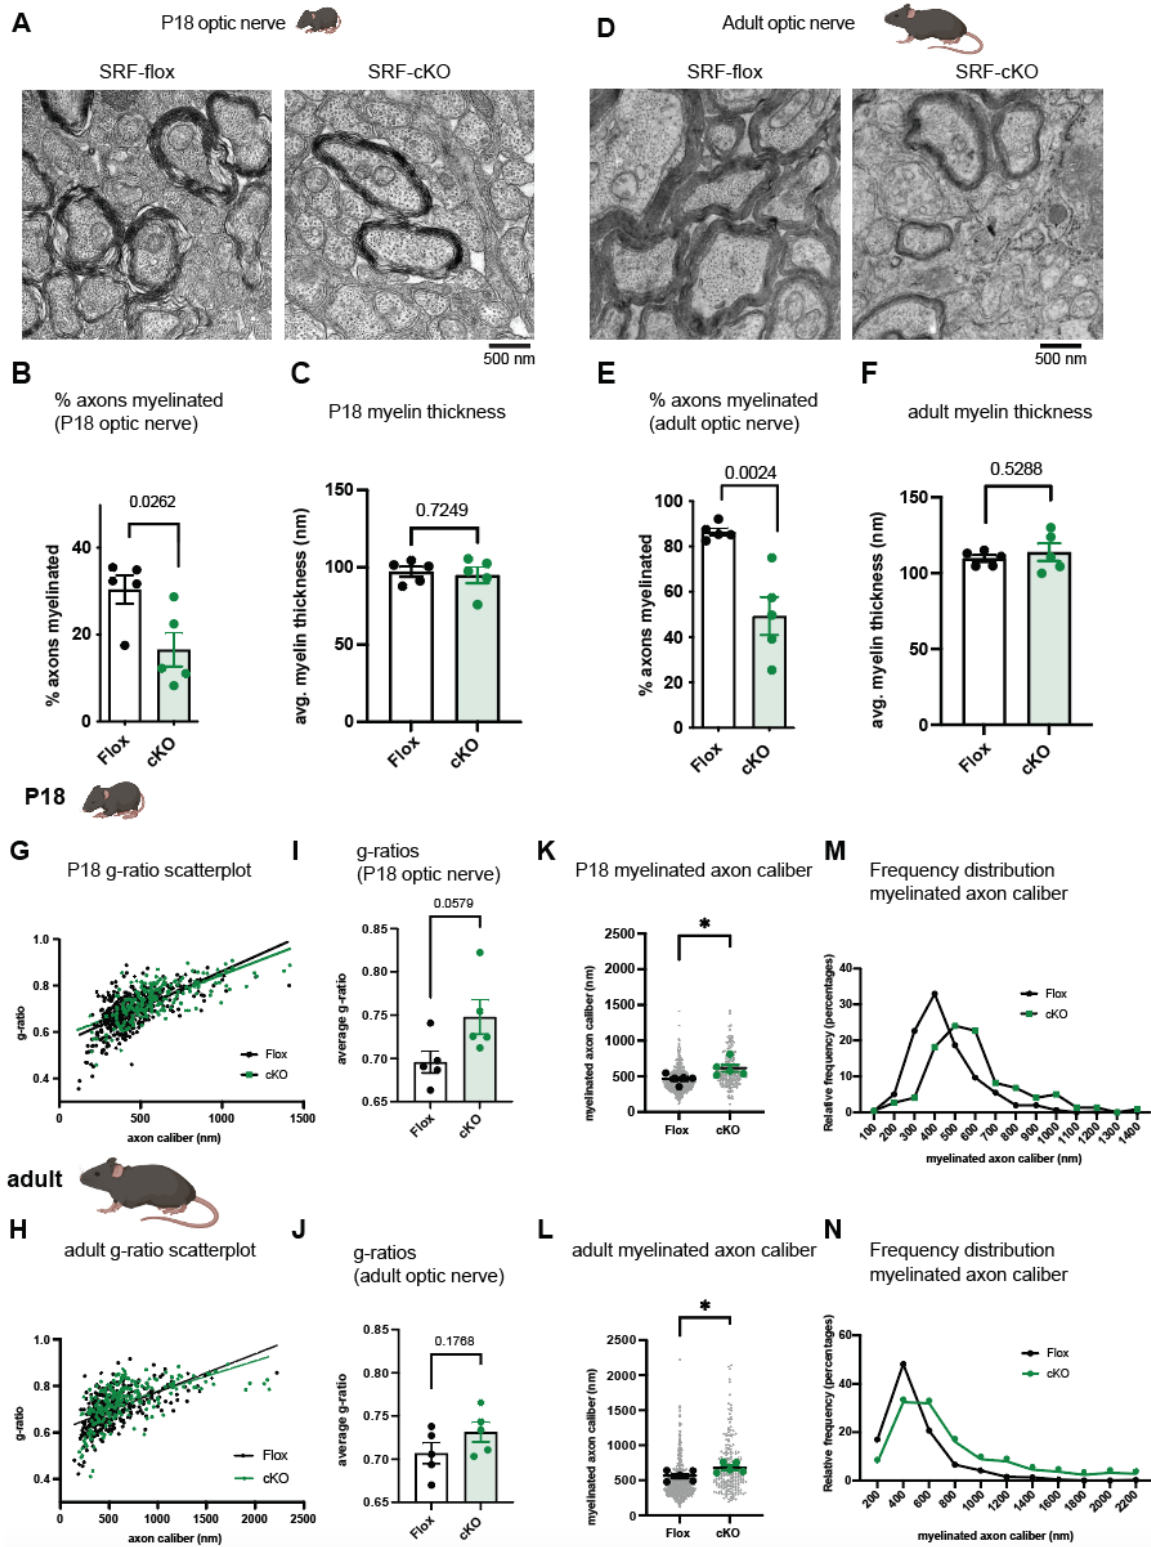 A
P18 optic nerve
SRF-flox
SRF-cKO
500 nm
D
Adult optic nerve
SRF-flox
SRF-cKO
500 nm
B
% axons myelinated
(P18 optic nerve)
0.0262
% axons myelinated
40
20
0
Flox
cKO
C
P18 myelin thickness
0.7249
avg. myelin thickness (nm)
150
100
50
0
Flox
cKO
E
% axons myelinated
(adult optic nerve)
0.0024
% axons myelinated
100
80
60
40
20
0
Flox
cKO
F
adult myelin thickness
0.5288
avg. myelin thickness (nm)
150
100
50
0
Flox
cKO
P18
G
P18 g-ratio scatterplot
g-ratio
1.0
0.8
0.6
0.4
Flox
cKO
0
500
1000
1500
axon caliber (nm)
I
g-ratios
(P18 optic nerve)
0.0579
average g-ratio
0.85
0.80
0.75
0.70
0.65
Flox
cKO
K
P18 myelinated axon caliber
*
myelinated axon caliber (nm)
2500
2000
1500
1000
500
0
Flox
cKO
M
Frequency distribution
myelinated axon caliber
Relative frequency (percentages)
40
30
20
10
0
Flox
cKO
100
200
300
400
500
600
700
800
900
1000
1100
1200
1300
1400
myelinated axon caliber (nm)
adult
H
adult g-ratio scatterplot
g-ratio
1.0
0.8
0.6
0.4
Flox
cKO
0
500
1000
1500
2000
2500
axon caliber (nm)
J
g-ratios
(adult optic nerve)
0.1768
average g-ratio
0.85
0.80
0.75
0.70
0.65
Flox
cKO
L
adult myelinated axon caliber
*
myelinated axon caliber (nm)
2500
2000
1500
1000
500
0
Flox
cKO
N
Frequency distribution
myelinated axon caliber
Relative frequency (percentages)
60
40
20
0
Flox
cKO
200
400
600
800
1000
1200
1400
1600
1800
2000
2200
myelinated axon caliber (nm)